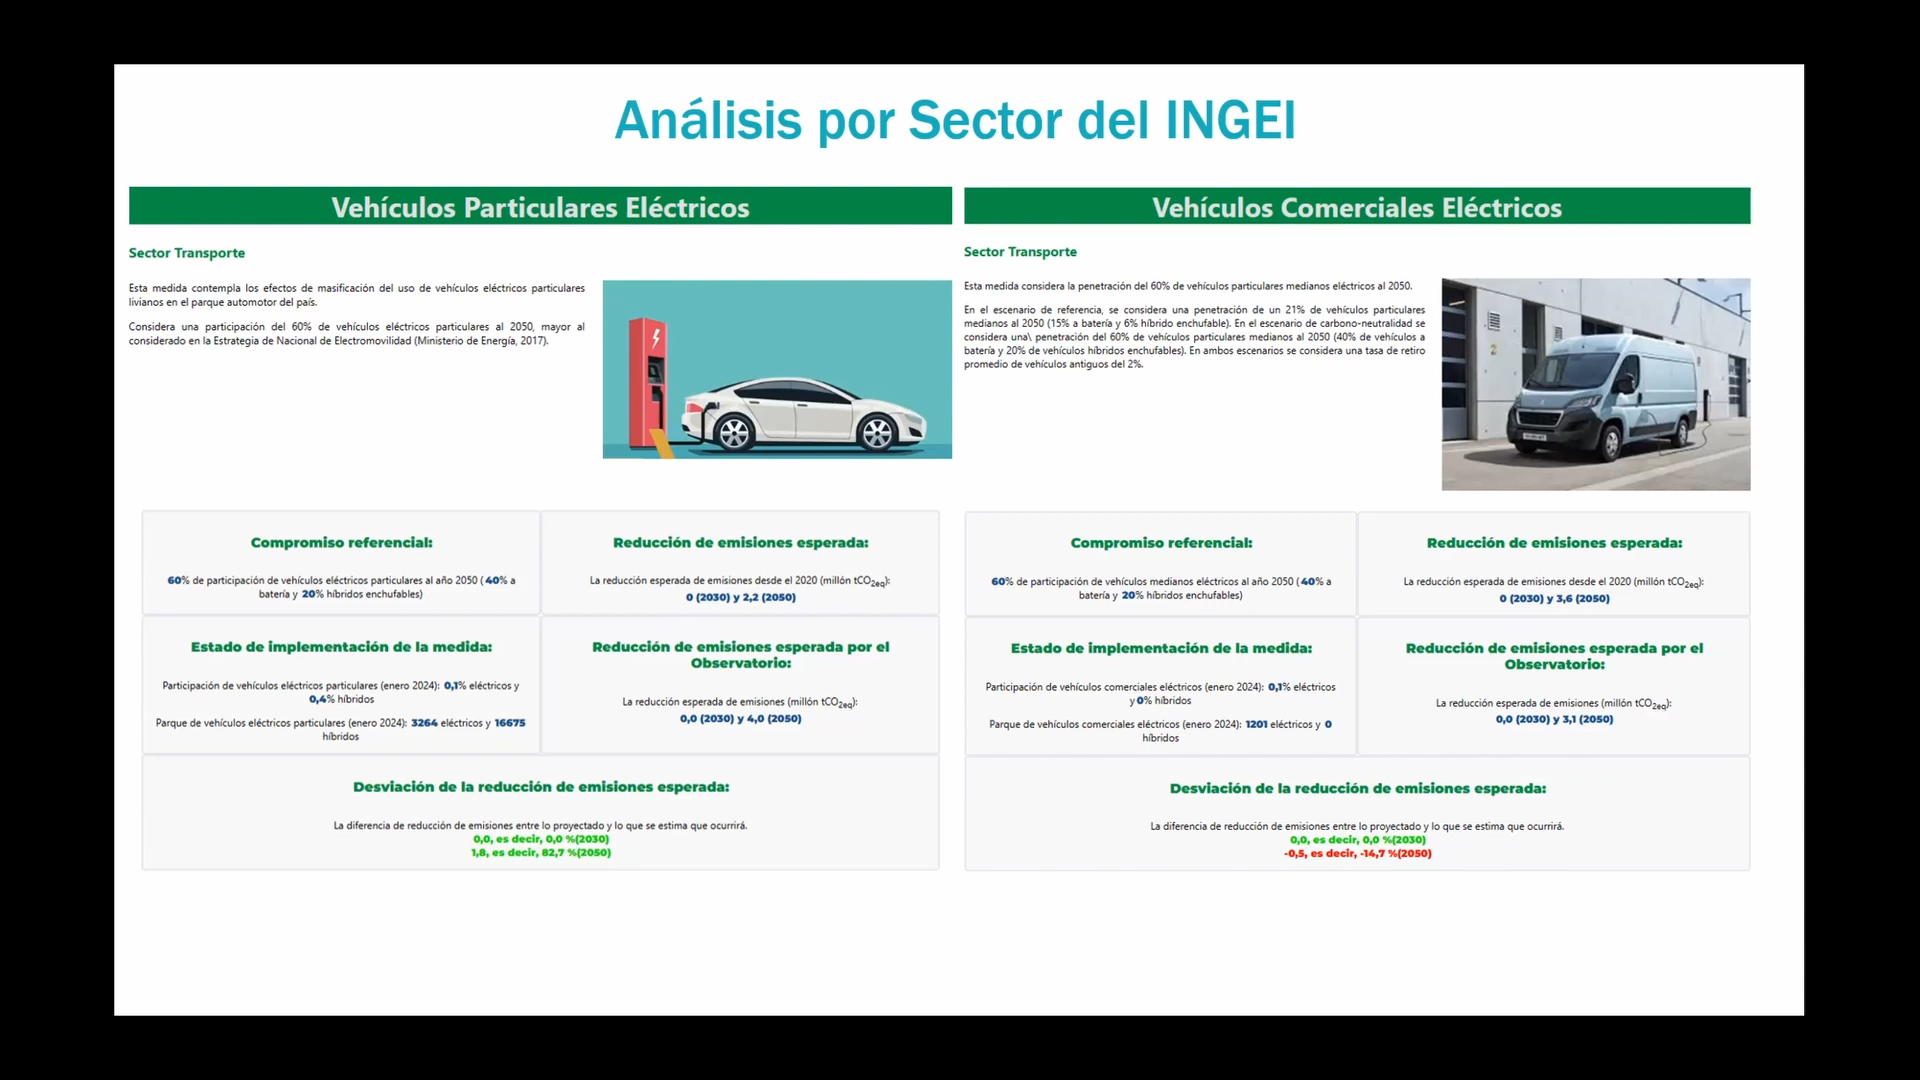 Análisis por Sector del INGEI
Vehículos Particulares Eléctricos
Sector Transporte
Esta medida contempla los efectos de masificación del uso de vehículos eléctricos particulares
livianos en el parque automotor del país.
Considera una participación del 60% de vehículos eléctricos particulares al 2050, mayor al
considerado en la Estrategia de Nacional de Electromovilidad (Ministerio de Energía, 2017).
Compromiso referencial:
60% de participación de vehículos eléctricos particulares al año 2050 ( 40% a
batería y 20% híbridos enchufables)
Reducción de emisiones esperada:
La reducción esperada de emisiones desde el 2020 (millón tCO2eq):
0 (2030) y 2,2 (2050)
Estado de implementación de la medida:
Participación de vehículos eléctricos particulares (enero 2024): 0,1% eléctricos y
0,4% híbridos
Parque de vehículos eléctricos particulares (enero 2024): 3264 eléctricos y 16675
híbridos
Reducción de emisiones esperada por el
Observatorio:
La reducción esperada de emisiones (millón tCO2eq):
0,0 (2030) y 4,0 (2050)
Desviación de la reducción de emisiones esperada:
La diferencia de reducción de emisiones entre lo proyectado y lo que se estima que ocurrirá.
0,0, es decir, 0,0 %(2030)
1,8, es decir, 82,7 %(2050)
Vehículos Comerciales Eléctricos
Sector Transporte
Esta medida considera la penetración del 60% de vehículos particulares medianos eléctricos al 2050.
En el escenario de referencia, se considera una penetración de un 21% de vehículos particulares
medianos al 2050 (15% a batería y 6% híbrido enchufable). En el escenario de carbono-neutralidad se
considera una\ penetración del 60% de vehículos particulares medianos al 2050 (40% de vehículos a
batería y 20% de vehículos híbridos enchufables). En ambos escenarios se considera una tasa de retiro
promedio de vehículos antiguos del 2%.
2
Compromiso referencial:
60% de participación de vehículos medianos eléctricos al año 2050 ( 40% a
batería y 20% híbridos enchufables)
Reducción de emisiones esperada:
La reducción esperada de emisiones desde el 2020 (millón tCO2eq):
0 (2030) y 3,6 (2050)
Estado de implementación de la medida:
Participación de vehículos comerciales eléctricos (enero 2024): 0,1% eléctricos
y 0% híbridos
Parque de vehículos comerciales eléctricos (enero 2024): 1201 eléctricos y 0
híbridos
Reducción de emisiones esperada por el
Observatorio:
La reducción esperada de emisiones (millón tCO2eq):
0,0 (2030) y 3,1 (2050)
Desviación de la reducción de emisiones esperada:
La diferencia de reducción de emisiones entre lo proyectado y lo que se estima que ocurrirá.
0,0, es decir, 0,0 %(2030)
-0,5, es decir, -14,7 %(2050)